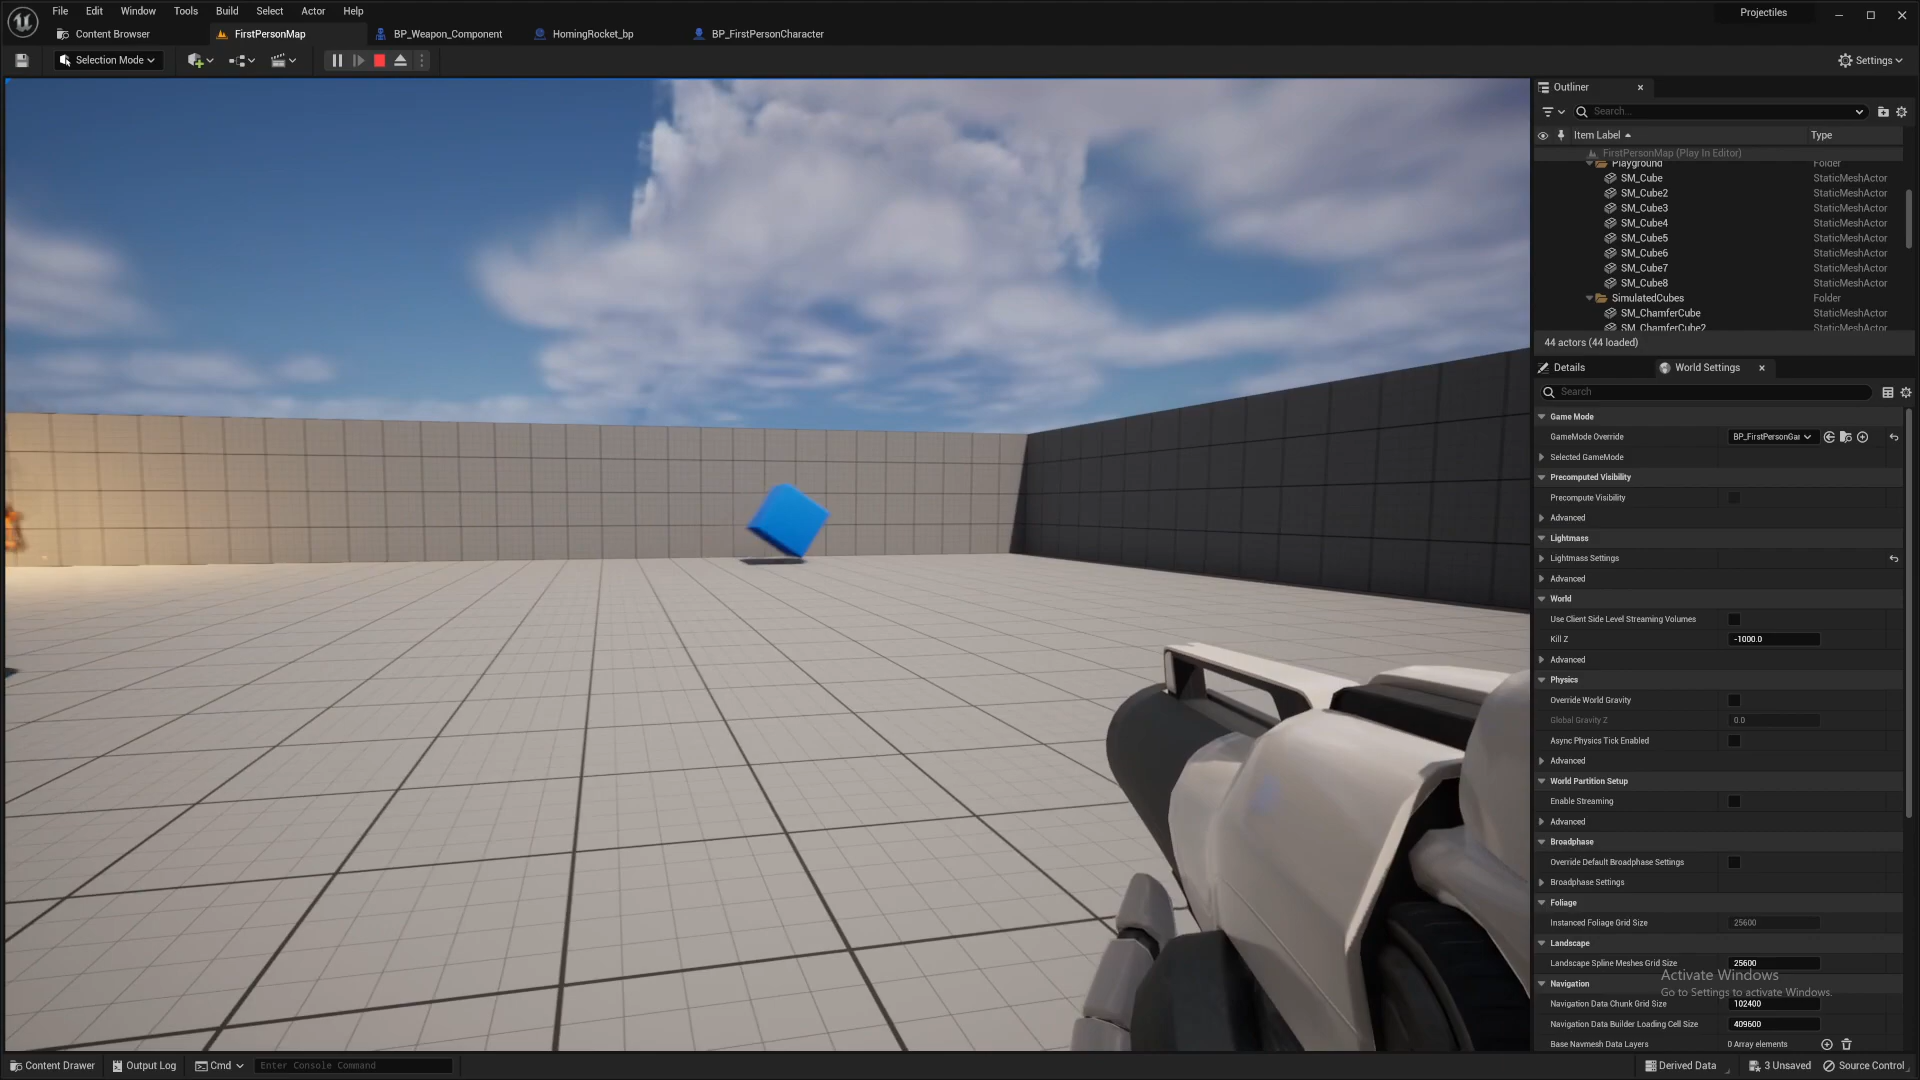 File Edit Window Tools Build Select Actor Help
Projectiles
Content Browser FirstPersonMap BP_Weapon_Component HomingRocket_bp BP_FirstPersonCharacter
Selection Mode
Settings
Outliner
Search...
Item Label Type
FirstPersonMap (Play In Editor)
Playground Folder
SM_Cube StaticMeshActor
SM_Cube2 StaticMeshActor
SM_Cube3 StaticMeshActor
SM_Cube4 StaticMeshActor
SM_Cube5 StaticMeshActor
SM_Cube6 StaticMeshActor
SM_Cube7 StaticMeshActor
SM_Cube8 StaticMeshActor
SimulatedCubes Folder
SM_ChamferCube StaticMeshActor
SM_ChamferCube2 StaticMeshActor
44 actors (44 loaded)
Details World Settings
Search
Game Mode
GameMode Override BP_FirstPersonGa
Selected GameMode
Precomputed Visibility
Precompute Visibility
Advanced
Lightmass
Lightmass Settings
Advanced
World
Use Client Side Level Streaming Volumes
Kill Z -1000.0
Advanced
Physics
Override World Gravity
Global Gravity Z 0.0
Async Physics Tick Enabled
Advanced
World Partition Setup
Enable Streaming
Advanced
Broadphase
Override Default Broadphase Settings
Broadphase Settings
Foliage
Instanced Foliage Grid Size 25600
Landscape
Landscape Spline Meshes Grid Size 25600
Activate Windows
Navigation
Go to Settings to activate Windows.
Navigation Data Chunk Grid Size 102400
Navigation Data Builder Loading Cell Size 409600
Base Navmesh Data Layers 0 Array elements
Content Drawer Output Log Cmd Enter Console Command
Derived Data 3 Unsaved Source Control